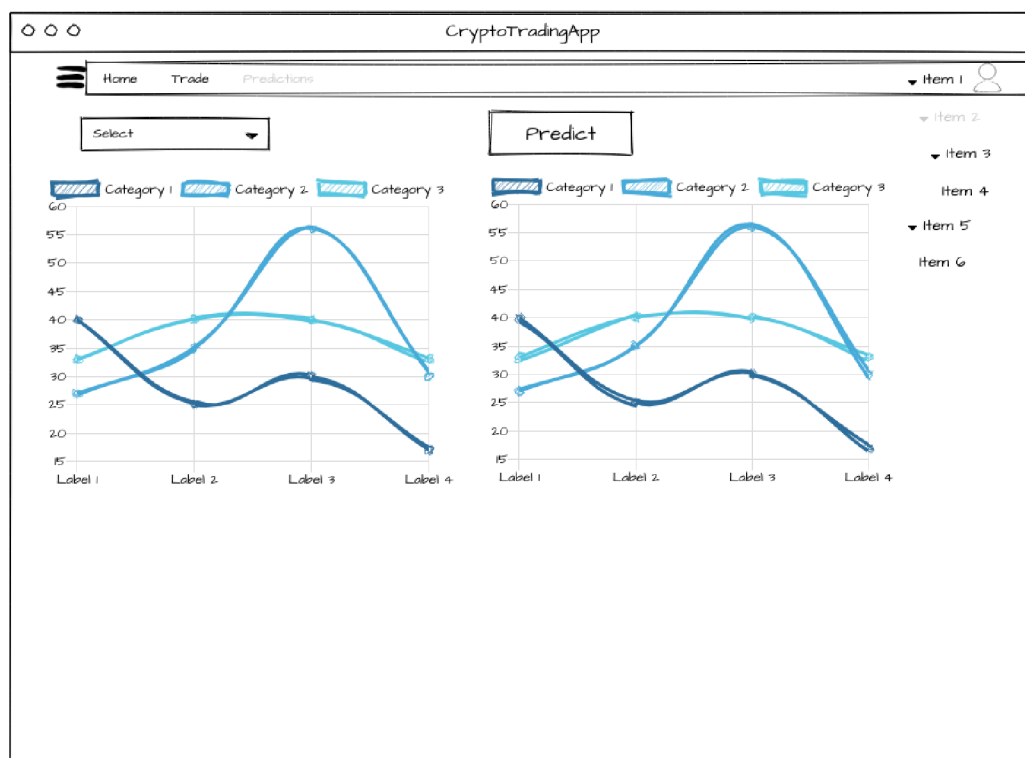 CryptoTradingApp
Home Trade Predictions Item 1
Item 2
Select Predict
Item 3
Category 1 Category 2 Category 3 Category 1 Category 2 Category 3
Item 4
60 60
55 55
Item 5
50 50
Item 6
45 45
40 40
35 35
30 30
25 25
20 20
15 15
Label 1 Label 2 Label 3 Label 4 Label 1 Label 2 Label 3 Label 4